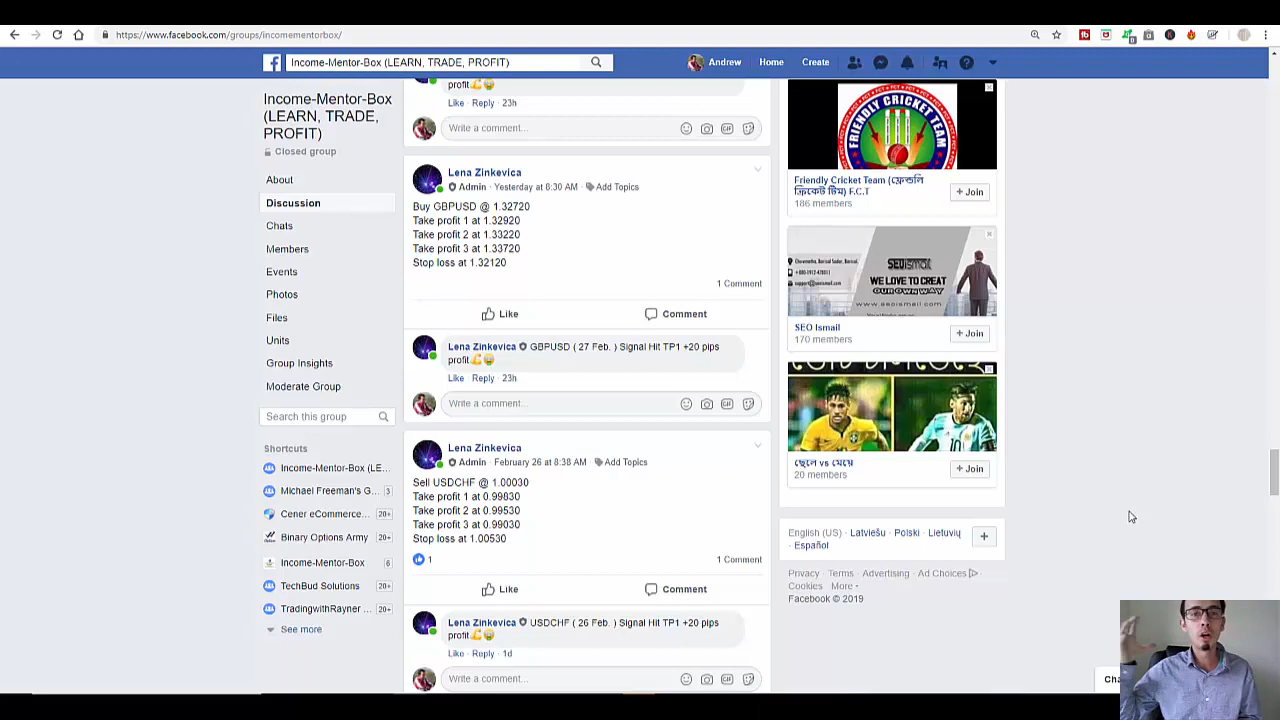 https://www.facebook.com/groups/incomementorbox/
Income-Mentor-Box (LEARN, TRADE, PROFIT)
Andrew
Home
Create
Income-Mentor-Box
(LEARN, TRADE,
PROFIT)
Closed group
About
Discussion
Chats
Members
Events
Photos
Files
Units
Group Insights
Moderate Group
Search this group
Shortcuts
Income-Mentor-Box (LE...
Michael Freeman's G... 3
Cener eCommerce... 20+
Binary Options Army 20+
Income-Mentor-Box 6
TechBud Solutions 20+
TradingwithRayner ... 20+
See more
profit
Like · Reply · 23h
Write a comment...
Lena Zinkevica
Admin · Yesterday at 8:30 AM · Add Topics
Buy GBPUSD @ 1.32720
Take profit 1 at 1.32920
Take profit 2 at 1.33220
Take profit 3 at 1.33720
Stop loss at 1.32120
1 Comment
Like
Comment
Lena Zinkevica GBPUSD ( 27 Feb. ) Signal Hit TP1 +20 pips
profit
Like · Reply · 23h
Write a comment...
Lena Zinkevica
Admin · February 26 at 8:38 AM · Add Topics
Sell USDCHF @ 1.00030
Take profit 1 at 0.99830
Take profit 2 at 0.99530
Take profit 3 at 0.99030
Stop loss at 1.00530
1
1 Comment
Like
Comment
Lena Zinkevica USDCHF ( 26 Feb. ) Signal Hit TP1 +20 pips
profit
Like · Reply · 1d
Write a comment...
FRIENDLY CRICKET TEAM
FCT
Friendly Cricket Team (ফ্রেন্ডলি
ক্রিকেট টিম) F.C.T
186 members
+ Join
SEOISMAIL
WE LOVE TO CREAT
OUR OWN WAY
www.seoismail.com
SEO Ismail
170 members
+ Join
ছেলে vs মেয়ে
20 members
+ Join
English (US) · Latviešu · Polski · Lietuvių
· Español
Privacy · Terms · Advertising · Ad Choices
Cookies · More
Facebook © 2019